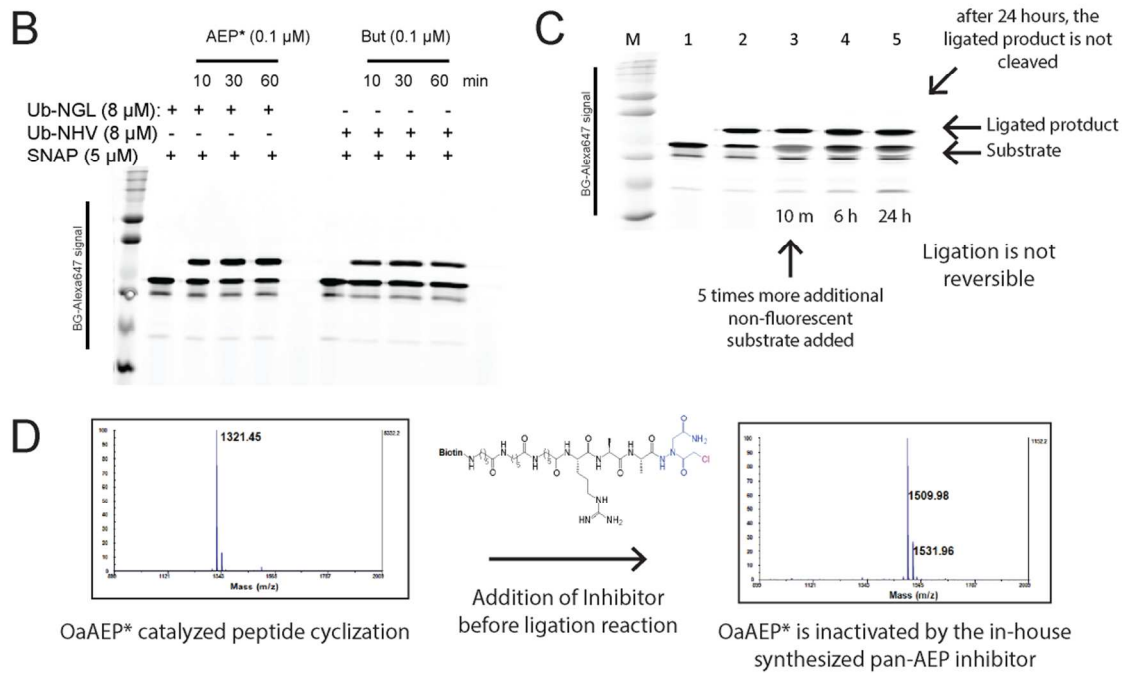 B
AEP* (0.1 µM) But (0.1 µM)
10 30 60 10 30 60 min
Ub-NGL (8 µM): + + + + - - - -
Ub-NHV (8 µM) - - - - + + + +
SNAP (5 µM) + + + + + + + +
BG-Alexa647 signal
C
M 1 2 3 4 5
after 24 hours, the
ligated product is not
cleaved
Ligated protduct
Substrate
BG-Alexa647 signal
10 m 6 h 24 h
Ligation is not
reversible
5 times more additional
non-fluorescent
substrate added
D
1321.45
Mass (m/z)
OaAEP* catalyzed peptide cyclization
Biotin
Addition of Inhibitor
before ligation reaction
1509.98
1531.96
Mass (m/z)
OaAEP* is inactivated by the in-house
synthesized pan-AEP inhibitor